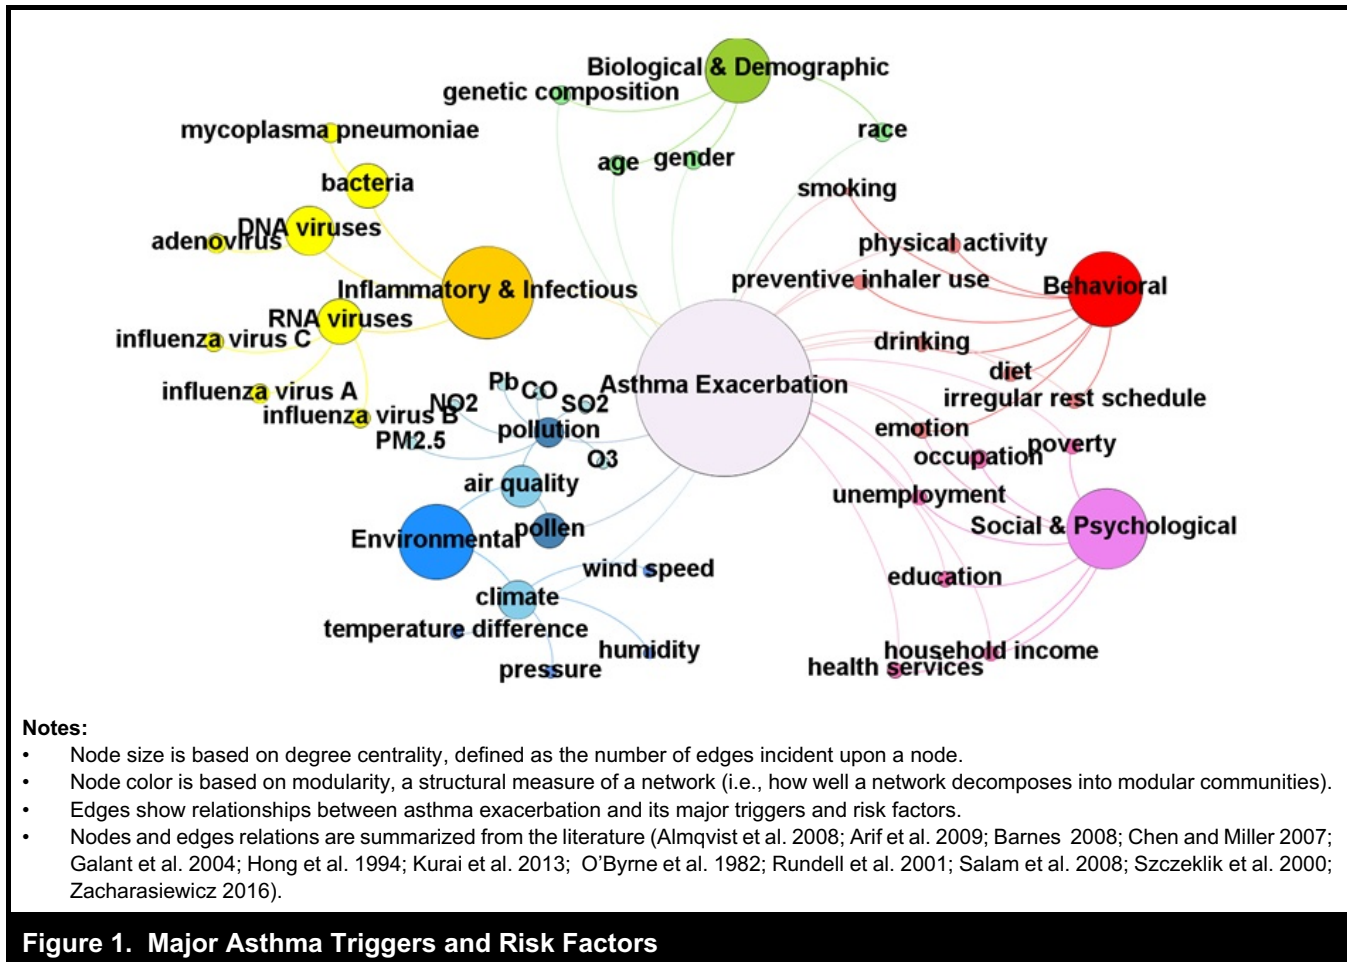 Biological & Demographic
genetic composition
mycoplasma pneumoniae
race
age
gender
bacteria
smoking
DNA viruses
adenovirus
physical activity
preventive inhaler use
Behavioral
Inflammatory & Infectious
RNA viruses
influenza virus C
drinking
diet
Pb
CO
Asthma Exacerbation
influenza virus A
NO2
SO2
irregular rest schedule
influenza virus B
pollution
emotion
PM2.5
poverty
O3
occupation
air quality
unemployment
Environmental
pollen
Social & Psychological
wind speed
education
climate
temperature difference
humidity
household income
pressure
health services
Notes:
• Node size is based on degree centrality, defined as the number of edges incident upon a node.
• Node color is based on modularity, a structural measure of a network (i.e., how well a network decomposes into modular communities).
• Edges show relationships between asthma exacerbation and its major triggers and risk factors.
• Nodes and edges relations are summarized from the literature (Almqvist et al. 2008; Arif et al. 2009; Barnes 2008; Chen and Miller 2007;
Galant et al. 2004; Hong et al. 1994; Kurai et al. 2013; O'Byrne et al. 1982; Rundell et al. 2001; Salam et al. 2008; Szczeklik et al. 2000;
Zacharasiewicz 2016).
Figure 1. Major Asthma Triggers and Risk Factors